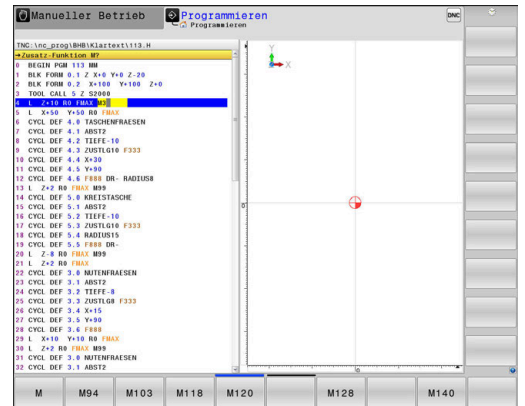 Manueller Betrieb
Programmieren
Programmieren
DNC
TNC:\nc_prog\BHB\Klartext\113.H
→Zusatz-Funktion M?
0 BEGIN PGM 113 MM
1 BLK FORM 0.1 Z X+0 Y+0 Z-20
2 BLK FORM 0.2 X+100 Y+100 Z+0
3 TOOL CALL 5 Z S2000
4 L Z+10 R0 FMAX M3
5 L X+50 Y+50 R0 FMAX
6 CYCL DEF 4.0 TASCHENFRAESEN
7 CYCL DEF 4.1 ABST2
8 CYCL DEF 4.2 TIEFE-10
9 CYCL DEF 4.3 ZUSTLG10 F333
10 CYCL DEF 4.4 X+30
11 CYCL DEF 4.5 Y+90
12 CYCL DEF 4.6 F888 DR- RADIUS8
13 L Z+2 R0 FMAX M99
14 CYCL DEF 5.0 KREISTASCHE
15 CYCL DEF 5.1 ABST2
16 CYCL DEF 5.2 TIEFE-10
17 CYCL DEF 5.3 ZUSTLG10 F333
18 CYCL DEF 5.4 RADIUS15
19 CYCL DEF 5.5 F888 DR-
20 L Z-8 R0 FMAX M99
21 L Z+2 R0 FMAX
22 CYCL DEF 3.0 NUTENFRAESEN
23 CYCL DEF 3.1 ABST2
24 CYCL DEF 3.2 TIEFE-8
25 CYCL DEF 3.3 ZUSTLG8 F333
26 CYCL DEF 3.4 X+15
27 CYCL DEF 3.5 Y+90
28 CYCL DEF 3.6 F888
29 L X+10 Y+10 R0 FMAX
30 L Z+2 R0 FMAX M99
31 CYCL DEF 3.0 NUTENFRAESEN
32 CYCL DEF 3.1 ABST2
Y
X
0
0
M
M94
M103
M118
M120
M128
M140